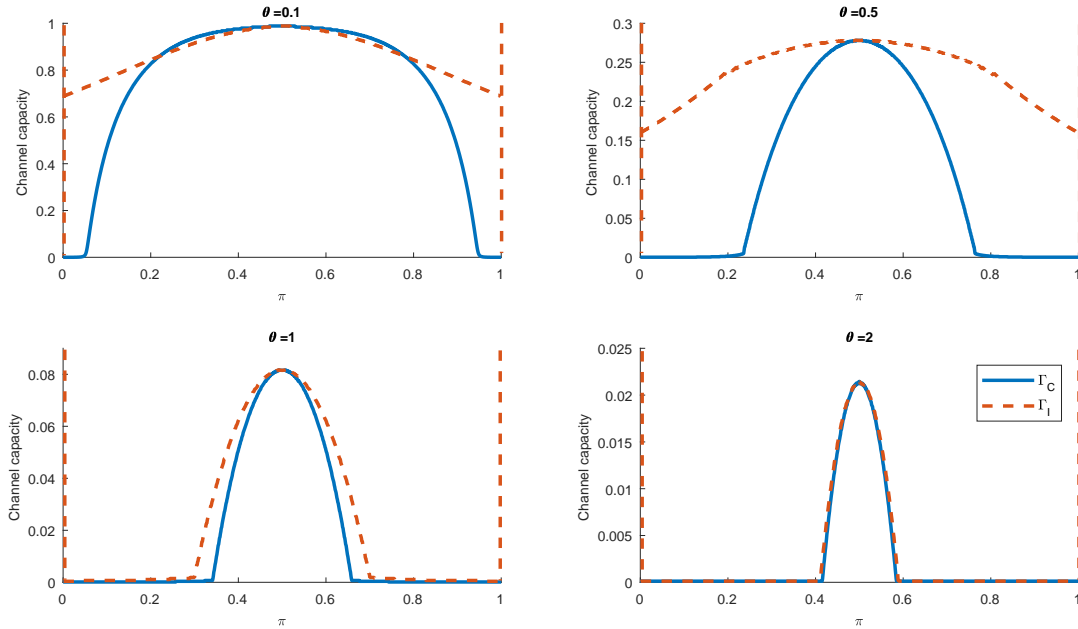 θ =0.1
Channel capacity
1
0.8
0.6
0.4
0.2
0
0 0.2 0.4 0.6 0.8 1
π
θ =0.5
Channel capacity
0.3
0.25
0.2
0.15
0.1
0.05
0
0 0.2 0.4 0.6 0.8 1
π
θ =1
Channel capacity
0.08
0.06
0.04
0.02
0
0 0.2 0.4 0.6 0.8 1
π
θ =2
Channel capacity
0.025
0.02
0.015
0.01
0.005
0
0 0.2 0.4 0.6 0.8 1
π
Γ_C
Γ_I